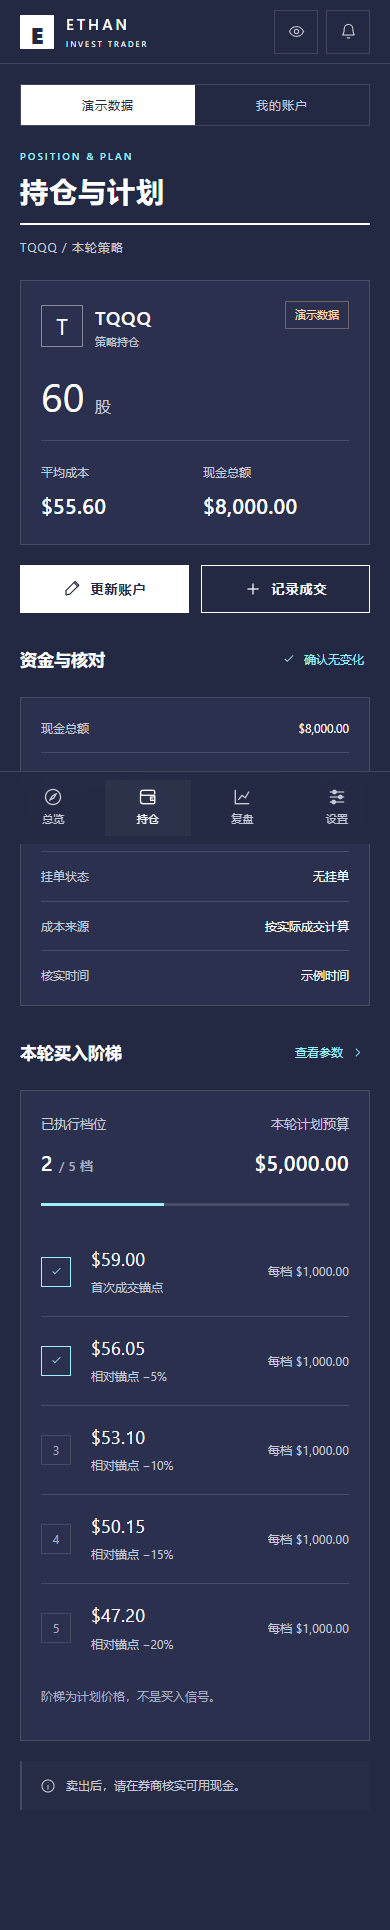 E
ETHAN
INVEST TRADER
演示数据
我的账户
POSITION & PLAN
持仓与计划
TQQQ / 本轮策略
T
TQQQ
策略持仓
演示数据
60 股
平均成本
现金总额
$55.60
$8,000.00
更新账户
记录成交
资金与核对
确认无变化
现金总额
$8,000.00
总览
持仓
复盘
设置
挂单状态
无挂单
成本来源
按实际成交计算
核实时间
示例时间
本轮买入阶梯
查看参数
已执行档位
本轮计划预算
2 / 5 档
$5,000.00
$59.00
首次成交锚点
每档 $1,000.00
$56.05
相对锚点 −5%
每档 $1,000.00
3
$53.10
相对锚点 −10%
每档 $1,000.00
4
$50.15
相对锚点 −15%
每档 $1,000.00
5
$47.20
相对锚点 −20%
每档 $1,000.00
阶梯为计划价格，不是买入信号。
卖出后，请在券商核实可用现金。